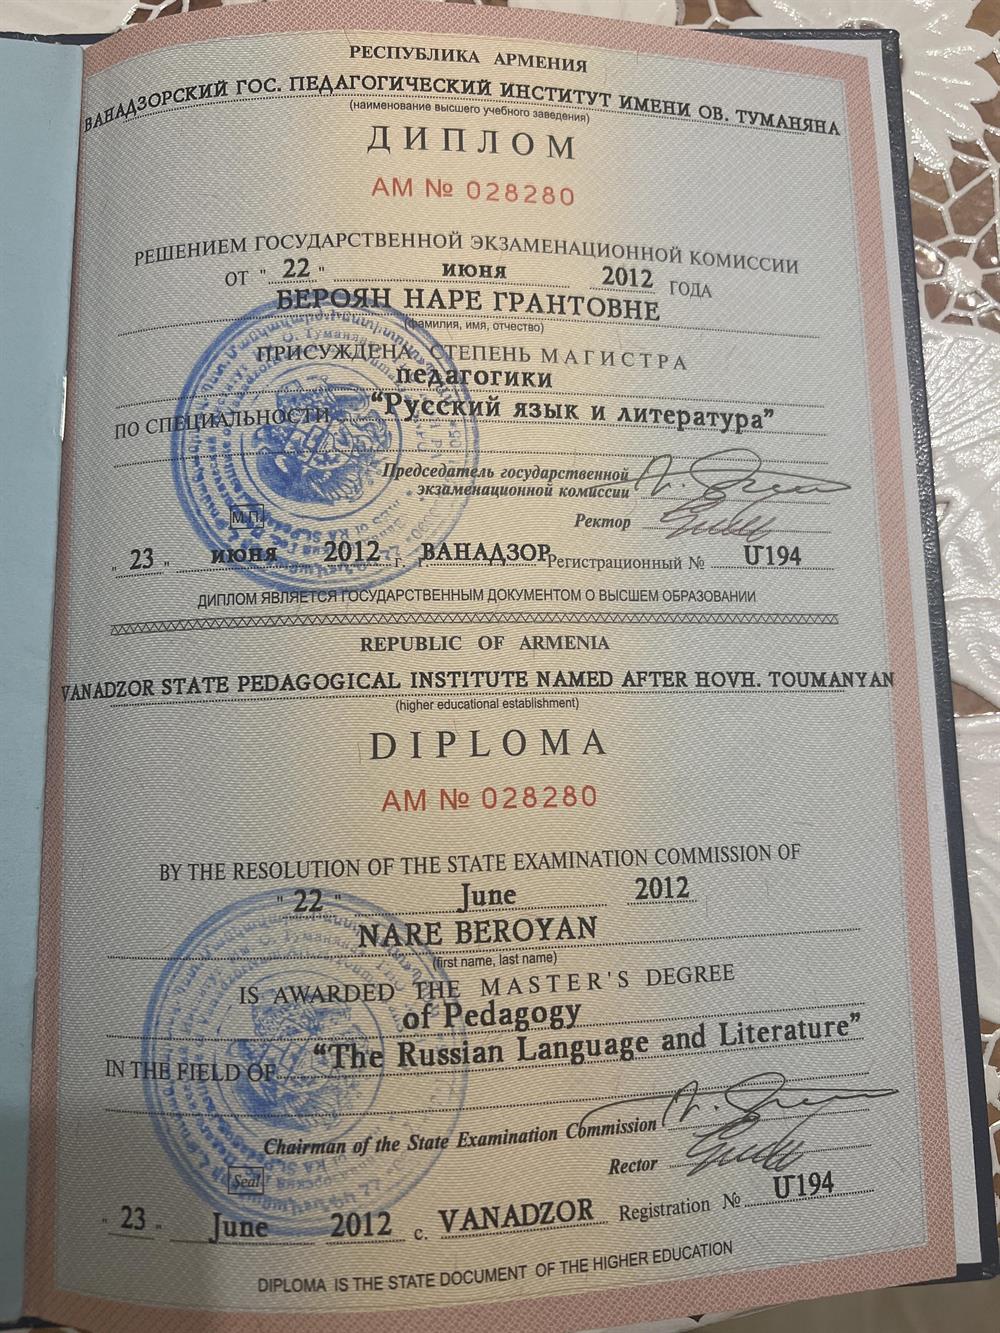 РЕСПУБЛИКА АРМЕНИЯ
ВАНАДЗОРСКИЙ ГОС. ПЕДАГОГИЧЕСКИЙ ИНСТИТУТ ИМЕНИ ОВ. ТУМАНЯНА
(наименование высшего учебного заведения)
ДИПЛОМ
АМ № 028280
РЕШЕНИЕМ ГОСУДАРСТВЕННОЙ ЭКЗАМЕНАЦИОННОЙ КОМИССИИ
ОТ " 22 " июня 2012 ГОДА
БЕРОЯН НАРЕ ГРАНТОВНЕ
(фамилия, имя, отчество)
ПРИСУЖДЕНА СТЕПЕНЬ МАГИСТРА
педагогики
ПО СПЕЦИАЛЬНОСТИ “Русский язык и литература”
Председатель государственной
экзаменационной комиссии
М.П.
Ректор
" 23 " июня 2012 г. г. ВАНАДЗОР Регистрационный № Մ194
ДИПЛОМ ЯВЛЯЕТСЯ ГОСУДАРСТВЕННЫМ ДОКУМЕНТОМ О ВЫСШЕМ ОБРАЗОВАНИИ
REPUBLIC OF ARMENIA
VANADZOR STATE PEDAGOGICAL INSTITUTE NAMED AFTER HOVH. TOUMANYAN
(higher educational establishment)
DIPLOMA
АМ № 028280
BY THE RESOLUTION OF THE STATE EXAMINATION COMMISSION OF
" 22 " June 2012
NARE BEROYAN
(first name, last name)
IS AWARDED THE MASTER'S DEGREE
of Pedagogy
IN THE FIELD OF “The Russian Language and Literature”
Chairman of the State Examination Commission
Rector
Seal
" 23 " June 2012 c. VANADZOR Registration № Մ194
DIPLOMA IS THE STATE DOCUMENT OF THE HIGHER EDUCATION